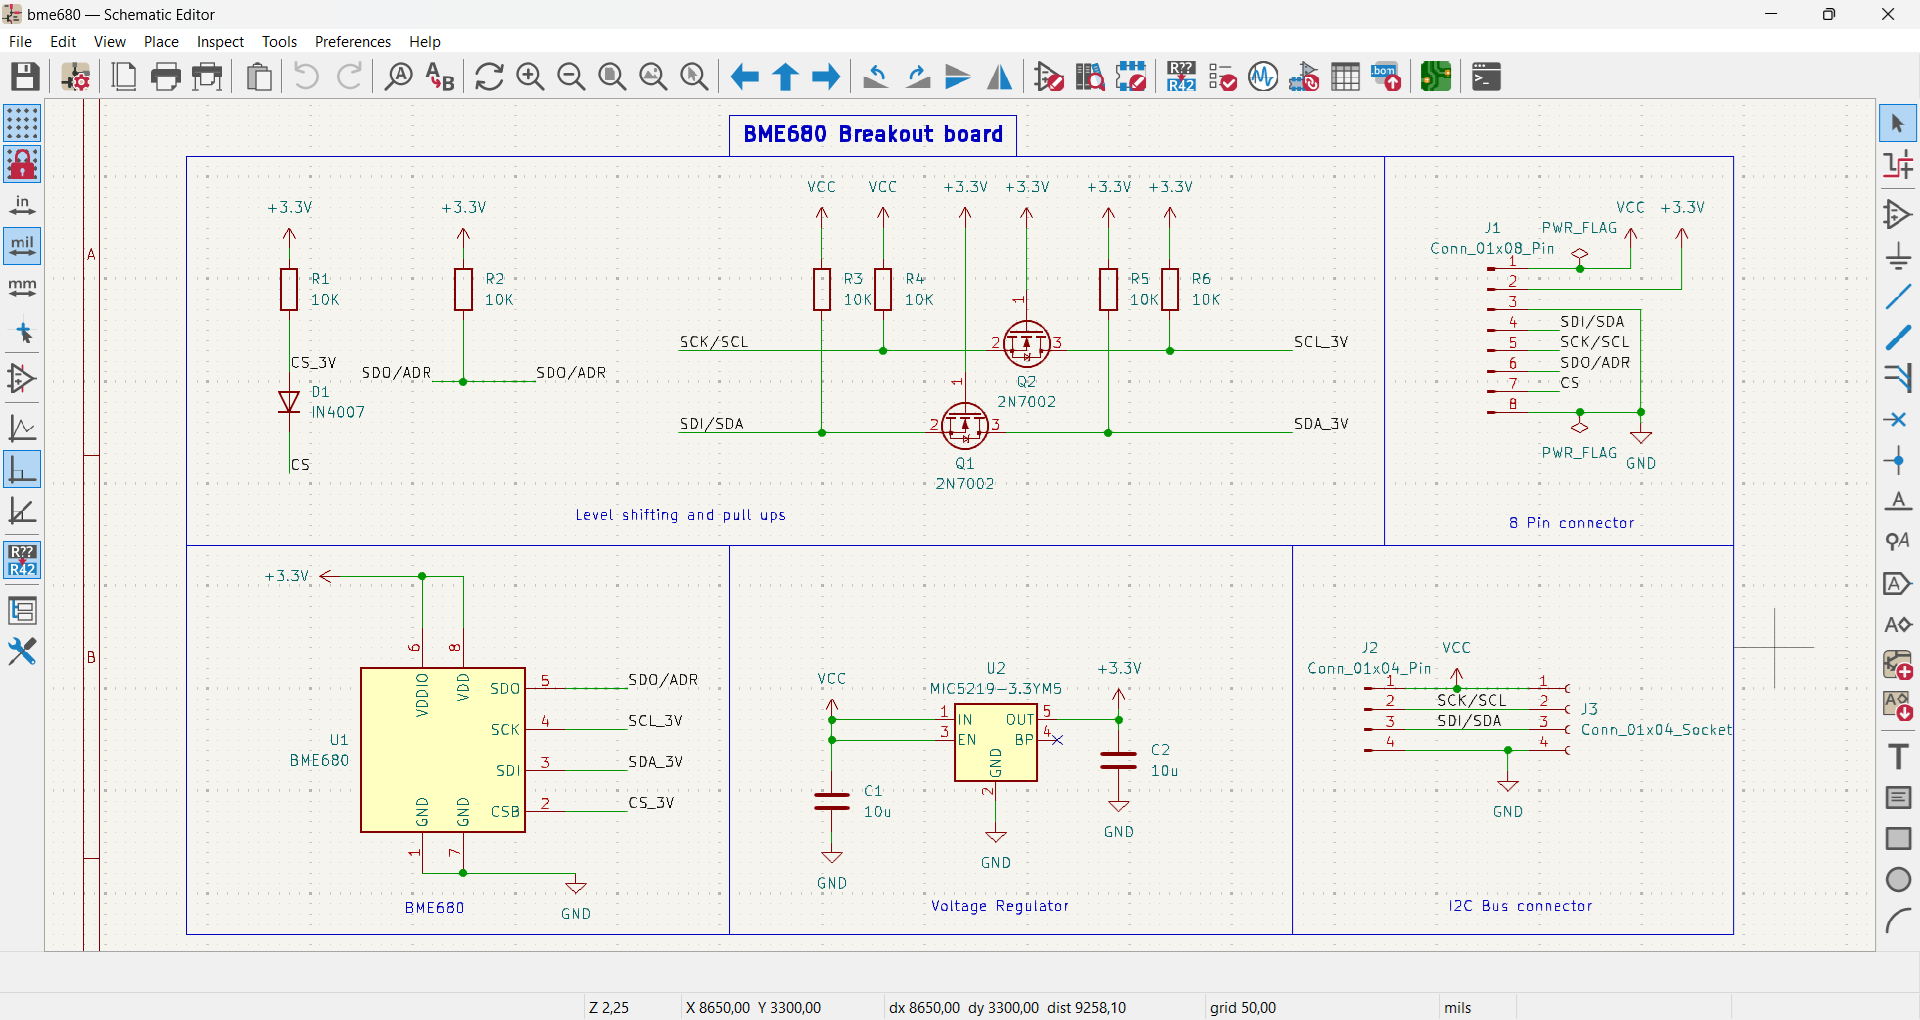 bme680 — Schematic Editor
File Edit View Place Inspect Tools Preferences Help
BME680 Breakout board
A
+3.3V
R1
10K
CS_3V
D1
IN4007
CS
+3.3V
R2
10K
SDO/ADR
SDO/ADR
VCC VCC +3.3V +3.3V +3.3V +3.3V
R3
10K
R4
10K
R5
10K
R6
10K
1
SCK/SCL
2
3
SCL_3V
Q2
2N7002
1
SDI/SDA
2
3
SDA_3V
Q1
2N7002
Level shifting and pull ups
VCC +3.3V
J1
PWR_FLAG
Conn_01x08_Pin
1
2
3
4 SDI/SDA
5 SCK/SCL
6 SDO/ADR
7 CS
8
PWR_FLAG
GND
8 Pin connector
B
+3.3V
6
8
VDDIO
VDD
SDO 5 SDO/ADR
SCK 4 SCL_3V
SDI 3 SDA_3V
CSB 2 CS_3V
U1
BME680
GND
GND
1
7
GND
BME680
VCC
U2
MIC5219-3.3YM5
+3.3V
1 IN OUT 5
3 EN BP 4
GND
2
GND
C1
10u
GND
C2
10u
GND
Voltage Regulator
J2
Conn_01x04_Pin
VCC
1 1
2 SCK/SCL 2
3 SDI/SDA 3
4 4
J3
Conn_01x04_Socket
GND
I2C Bus connector
in
mil
mm
R??
R42
R??
R42
.bom
Z 2,25
X 8650,00 Y 3300,00
dx 8650,00 dy 3300,00 dist 9258,10
grid 50,00
mils